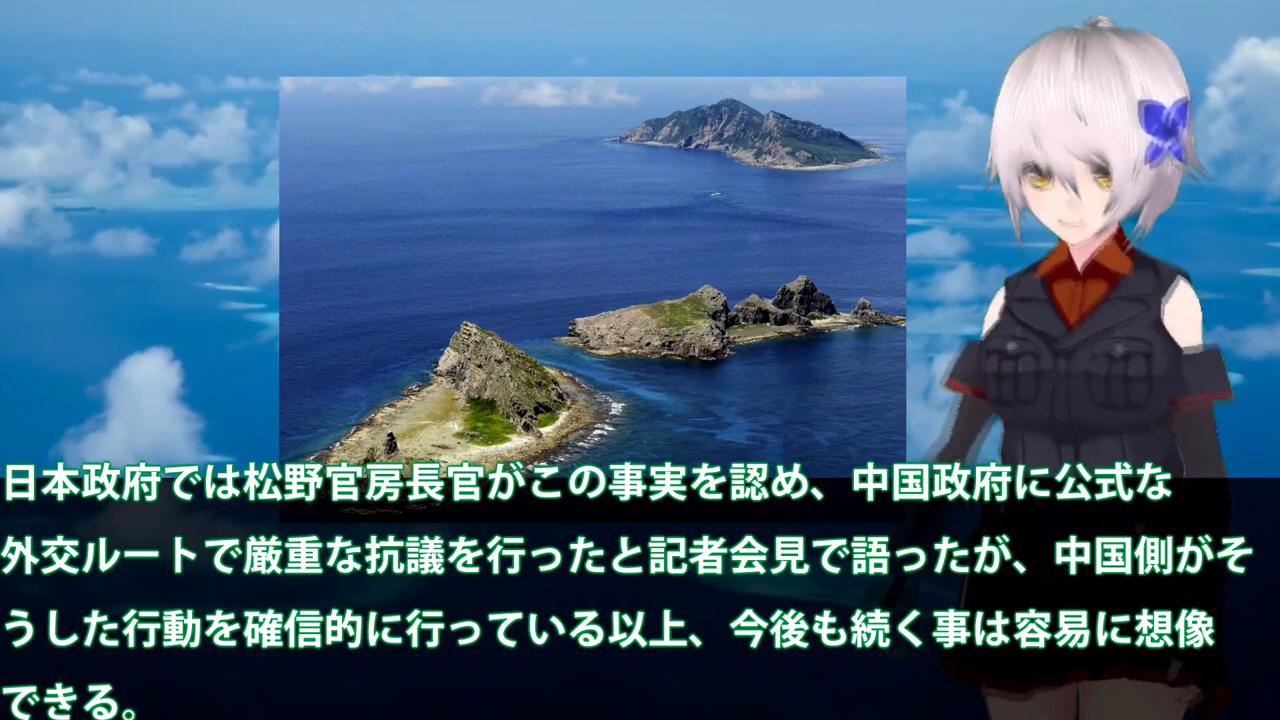 日本政府では松野官房長官がこの事実を認め、中国政府に公式な
外交ルートで厳重な抗議を行ったと記者会見で語ったが、中国側がそ
うした行動を確信的に行っている以上、今後も続く事は容易に想像
できる。